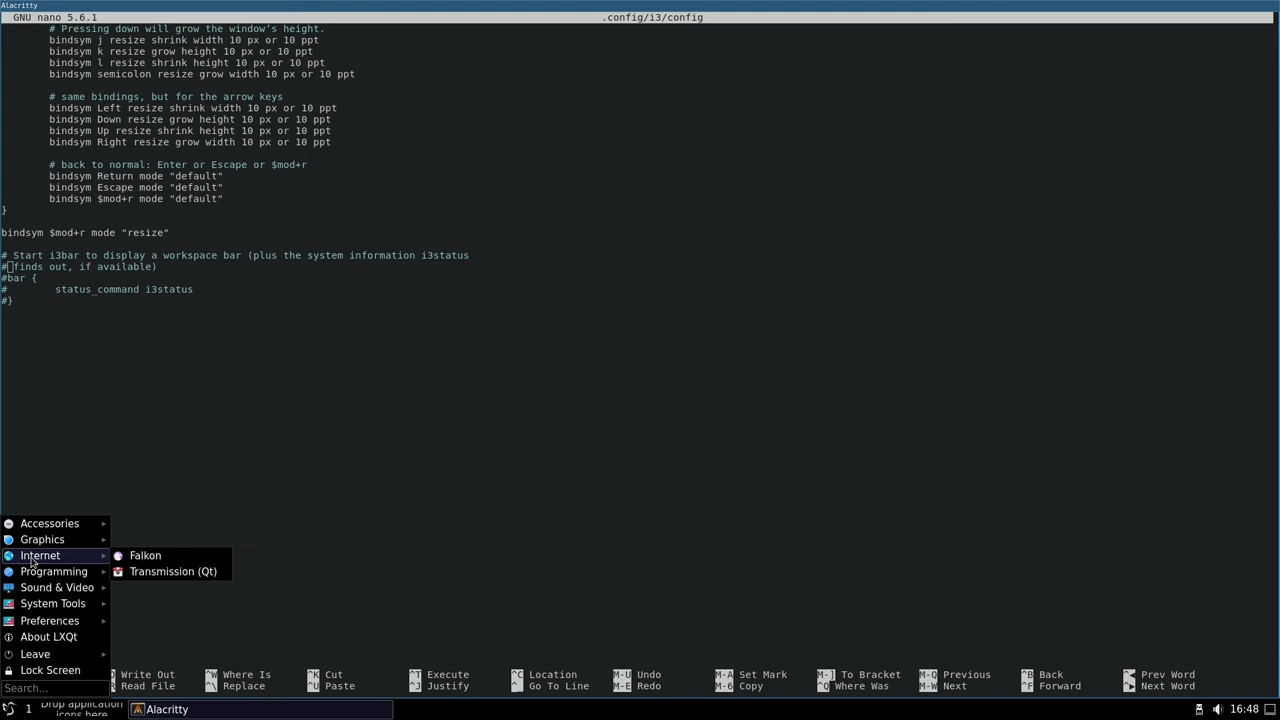 Alacritty
GNU nano 5.6.1 .config/i3/config
# Pressing down will grow the window’s height.
bindsym j resize shrink width 10 px or 10 ppt
bindsym k resize grow height 10 px or 10 ppt
bindsym l resize shrink height 10 px or 10 ppt
bindsym semicolon resize grow width 10 px or 10 ppt
# same bindings, but for the arrow keys
bindsym Left resize shrink width 10 px or 10 ppt
bindsym Down resize grow height 10 px or 10 ppt
bindsym Up resize shrink height 10 px or 10 ppt
bindsym Right resize grow width 10 px or 10 ppt
# back to normal: Enter or Escape or $mod+r
bindsym Return mode "default"
bindsym Escape mode "default"
bindsym $mod+r mode "default"
}
bindsym $mod+r mode "resize"
# Start i3bar to display a workspace bar (plus the system information i3status
# finds out, if available)
#bar {
# status_command i3status
#}
Accessories
Graphics
Internet
Programming
Sound & Video
System Tools
Preferences
About LXQt
Leave
Lock Screen
Search...
Falkon
Transmission (Qt)
Write Out ^W Where Is ^K Cut ^T Execute ^C Location M-U Undo M-A Set Mark M-] To Bracket M-Q Previous ^B Back ^◀ Prev Word
Read File ^\ Replace ^U Paste ^J Justify ^_ Go To Line M-E Redo M-6 Copy ^Q Where Was M-W Next ^F Forward ^▶ Next Word
1
Drop application
icons here
Alacritty
16:48